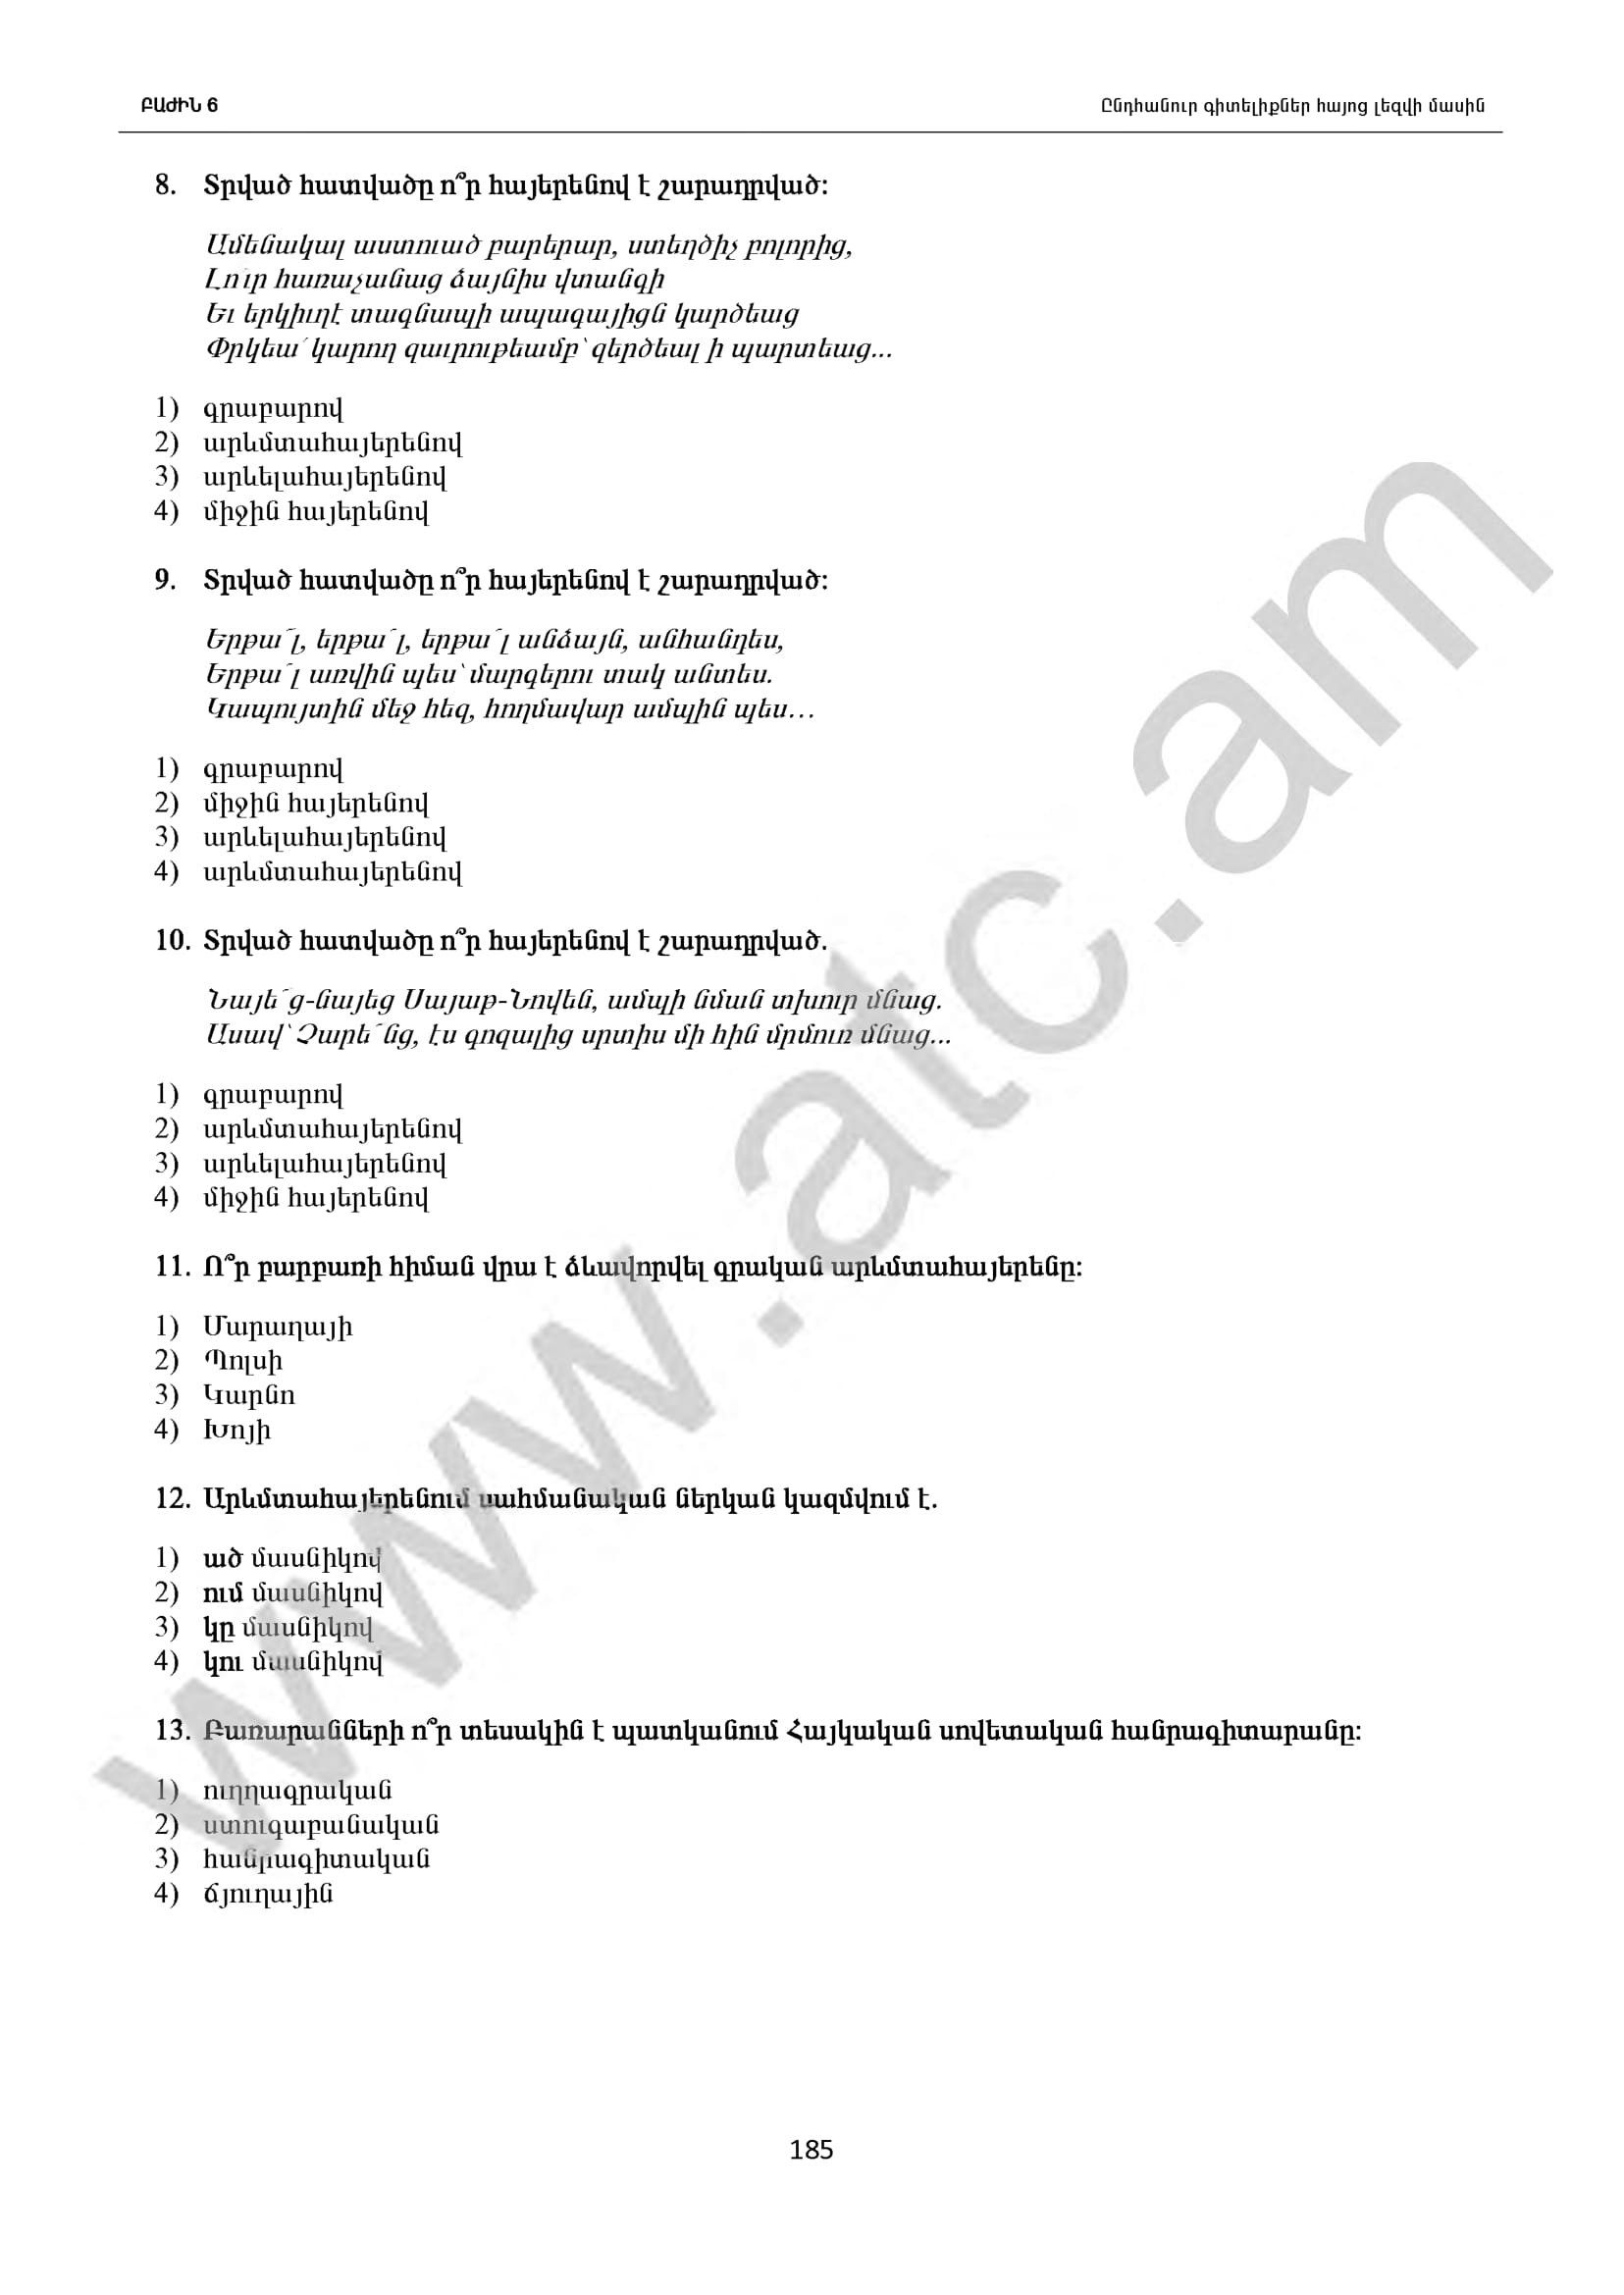 ԲԱԺԻՆ 6
Ընդհանուր գիտելիքներ հայոց լեզվի մասին
8. Տրված հատվածը ո՞ր հայերենով է շարադրված:
Ամենակալ աստուած բարերար, ստեղծիչ բոլորից,
Լո՛ւր հառաչանաց ձայնիս վտանգի
Եւ երկիւղէ տագնապի ապագայիցն կարծեաց
Փրկեա՛ կարող զաւրութեամբ՝ զերծեալ ի պարտեաց...
1) գրաբարով
2) արևմտահայերենով
3) արևելահայերենով
4) միջին հայերենով
9. Տրված հատվածը ո՞ր հայերենով է շարադրված:
Երթա՜լ, երթա՜լ, երթա՜լ անձայն, անհանդես,
Երթա՜լ առվին պես՝ մարգերու տակ անտես.
Կապույտին մեջ հեզ, հողմավար ամպին պես...
1) գրաբարով
2) միջին հայերենով
3) արևելահայերենով
4) արևմտահայերենով
10. Տրված հատվածը ո՞ր հայերենով է շարադրված.
Նայե՜ց-նայեց Սայաթ-Նովեն, ամպի նման տխուր մնաց.
Ասավ՝ Չարե՜նց, էս գոզալից սրտիս մի հին մրմուռ մնաց...
1) գրաբարով
2) արևմտահայերենով
3) արևելահայերենով
4) միջին հայերենով
11. Ո՞ր բարբառի հիման վրա է ձևավորվել գրական արևմտահայերենը:
1) Մարաղայի
2) Պոլսի
3) Կարնո
4) Խոյի
12. Արևմտահայերենում սահմանական ներկան կազմվում է.
1) ած մասնիկով
2) ում մասնիկով
3) կը մասնիկով
4) կու մասնիկով
13. Բառարանների ո՞ր տեսակին է պատկանում Հայկական սովետական հանրագիտարանը:
1) ուղղագրական
2) ստուգաբանական
3) հանրագիտական
4) ճյուղային
185
www.atc.am